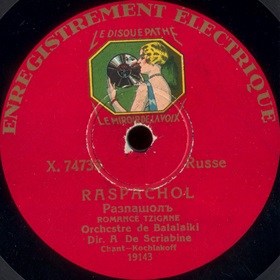 ENREGISTREMENT ELECTRIQUE
LE DISQUE PATHÉ
LE MIROIR DE LA VOIX
X. 74739 Russe
RASPACHOL
Разпашолъ
ROMANCE TZIGANE
Orchestre de Balalaiki
Dir. A De Scriabine
Chant-Kochlakoff
19143